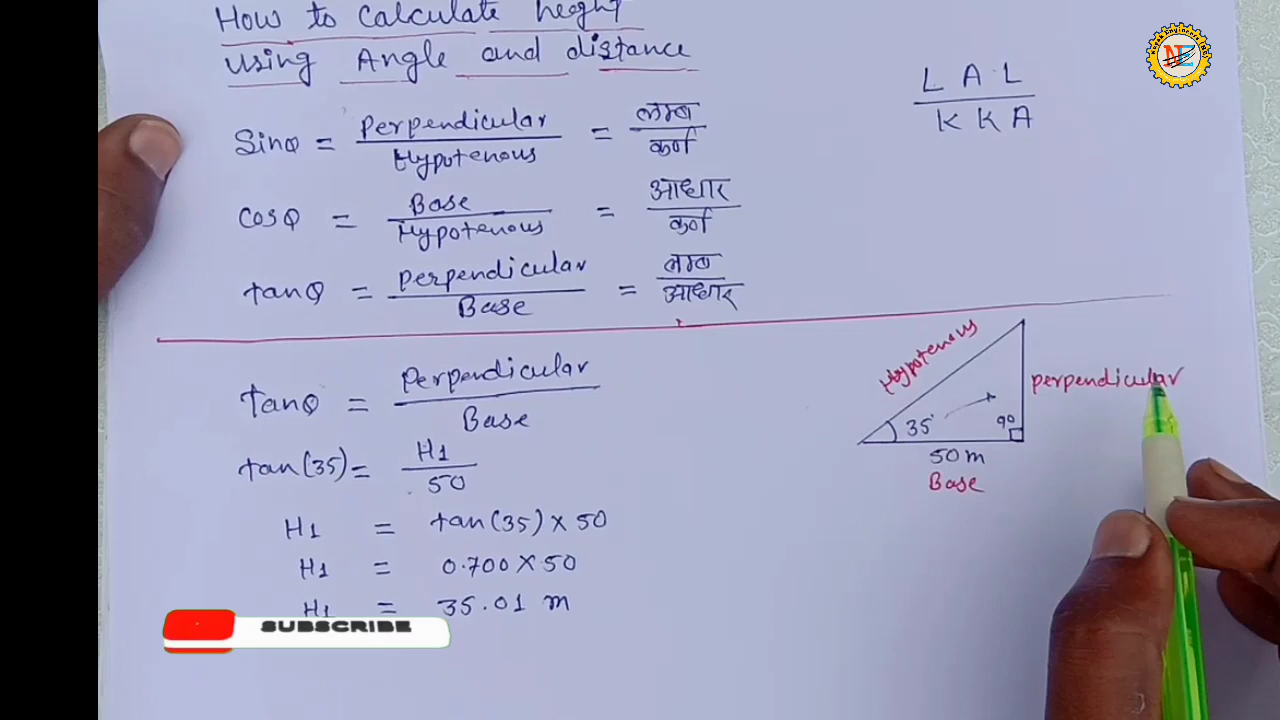 How to calculate height
using Angle and distance
L A L
K K A
Sinθ = Perpendicular / Hypotenous = लम्ब / कर्ण
Cosθ = Base / Hypotenous = आधार / कर्ण
tanθ = Perpendicular / Base = लम्ब / आधार
tanθ = Perpendicular / Base
tan(35) = H1 / 50
H1 = tan(35) × 50
H1 = 0.700 × 50
H1 = 35.01 m
Hypotenous
perpendicular
35°
90
50 m
Base
SUBSCRIBE
NE